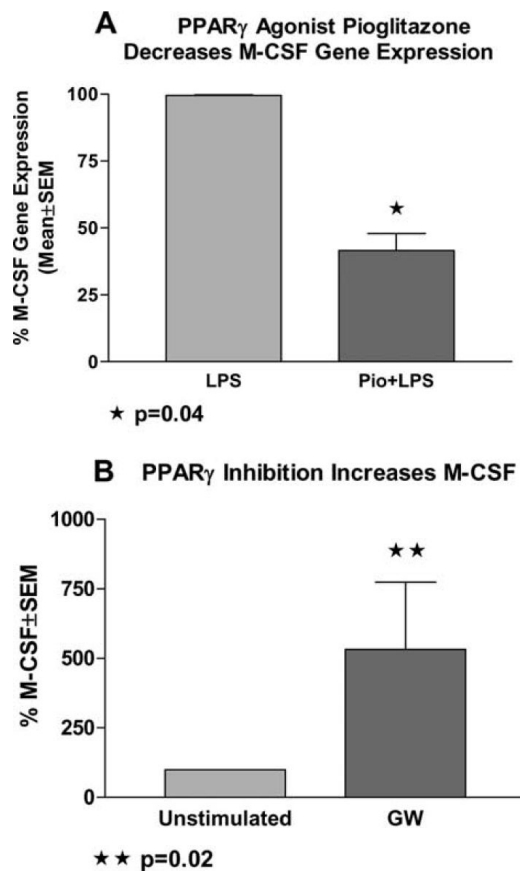 A PPARγ Agonist Pioglitazone
Decreases M-CSF Gene Expression
% M-CSF Gene Expression
(Mean±SEM
100
75
50
25
0
★
LPS Pio+LPS
★ p=0.04
B PPARγ Inhibition Increases M-CSF
% M-CSF±SEM
1000
750
500
250
0
★★
Unstimulated GW
★★ p=0.02